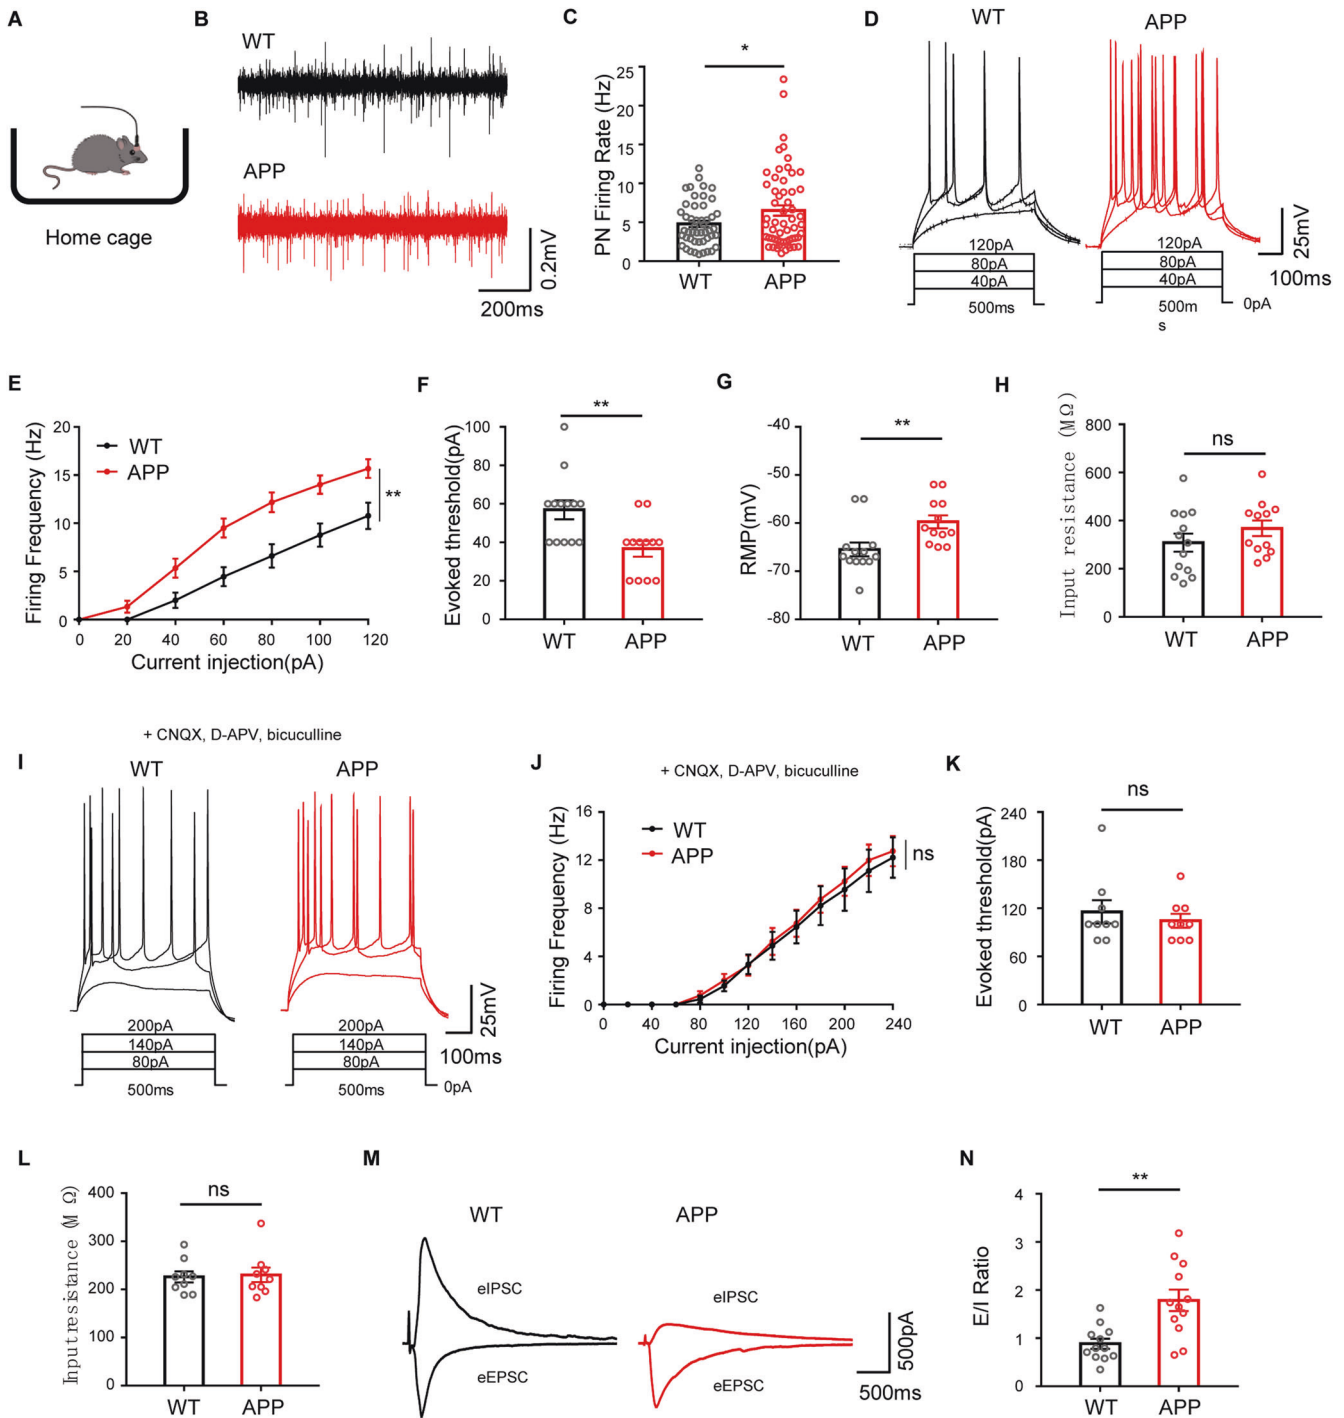 A
Home cage
B
WT
APP
0.2mV
200ms
C
*
PN Firing Rate (Hz)
25
20
15
10
5
0
WT
APP
D
WT
APP
120pA
80pA
40pA
500ms
120pA
80pA
40pA
500m
s
0pA
25mV
100ms
E
Firing Frequency (Hz)
20
15
10
5
0
WT
APP
**
0
20
40
60
80
100
120
Current injection(pA)
F
**
Evoked threshold(pA)
100
80
60
40
20
0
WT
APP
G
**
RMP(mV)
-40
-50
-60
-70
-80
WT
APP
H
ns
Input resistance (MΩ)
800
600
400
200
0
WT
APP
I
+ CNQX, D-APV, bicuculline
WT
APP
200pA
140pA
80pA
500ms
200pA
140pA
80pA
500ms
0pA
25mV
100ms
J
+ CNQX, D-APV, bicuculline
Firing Frequency (Hz)
16
12
8
4
0
WT
APP
ns
0
40
80
120
160
200
240
Current injection(pA)
K
ns
Evoked threshold(pA)
240
180
120
60
0
WT
APP
L
ns
Input resistance (M Ω)
400
300
200
100
0
WT
APP
M
WT
APP
eIPSC
eEPSC
eIPSC
eEPSC
500pA
500ms
N
**
E/I Ratio
4
3
2
1
0
WT
APP